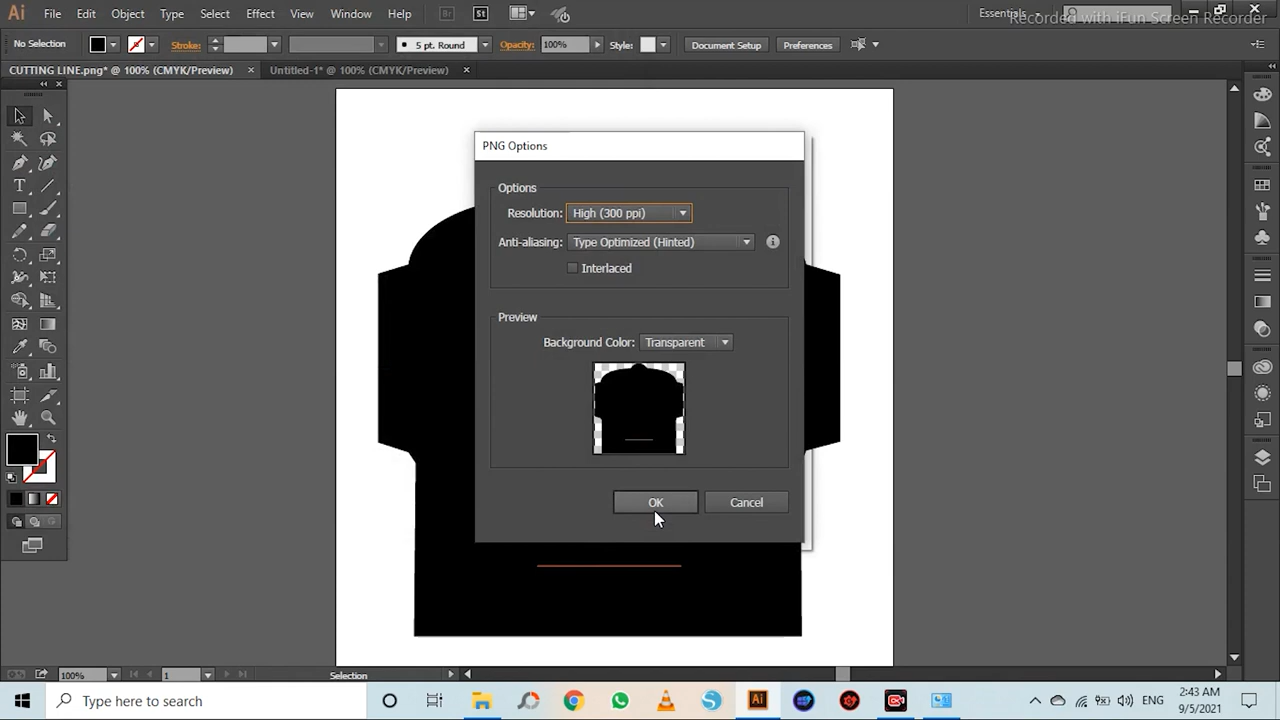 Ai File Edit Object Type Select Effect View Window Help Br St Essentials
Recorded with iFun Screen Recorder
No Selection Stroke: 5 pt. Round Opacity: 100% Style: Document Setup Preferences
CUTTING LINE.png* @ 100% (CMYK/Preview) × Untitled-1* @ 100% (CMYK/Preview) ×
PNG Options
Options
Resolution: High (300 ppi)
Anti-aliasing: Type Optimized (Hinted)
Interlaced
Preview
Background Color: Transparent
OK Cancel
100% 1 Selection
Type here to search
Ai
ENG
2:43 AM
9/5/2021